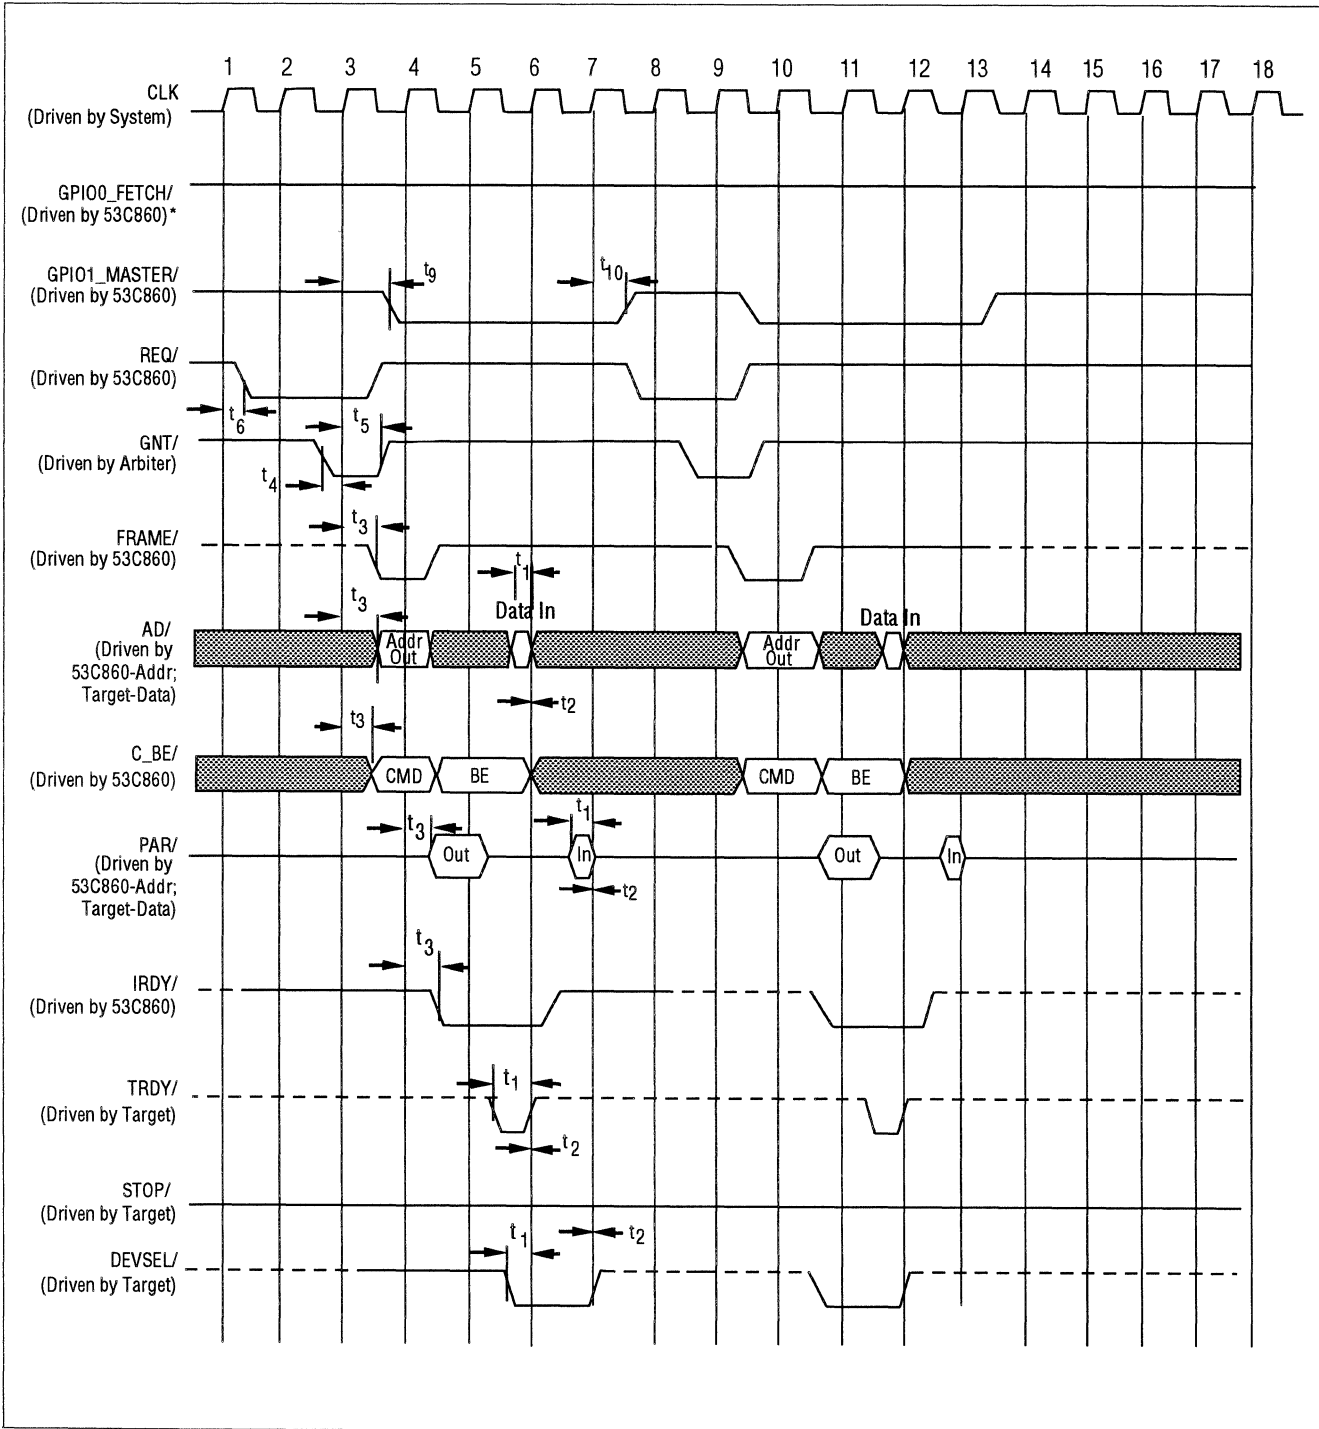 1 2 3 4 5 6 7 8 9 10 11 12 13 14 15 16 17 18
CLK
(Driven by System)
GPIO0_FETCH/
(Driven by 53C860)*
GPIO1_MASTER/
(Driven by 53C860)
t9
t10
REQ/
(Driven by 53C860)
t6
t5
GNT/
(Driven by Arbiter)
t4
t3
FRAME/
(Driven by 53C860)
t1
t3
Data In
Data In
AD/
(Driven by
53C860-Addr;
Target-Data)
Addr
Out
Addr
Out
t2
t3
C_BE/
(Driven by 53C860)
CMD
BE
CMD
BE
t3
t1
PAR/
(Driven by
53C860-Addr;
Target-Data)
Out
In
Out
In
t2
t3
IRDY/
(Driven by 53C860)
t1
TRDY/
(Driven by Target)
t2
STOP/
(Driven by Target)
t1
t2
DEVSEL/
(Driven by Target)